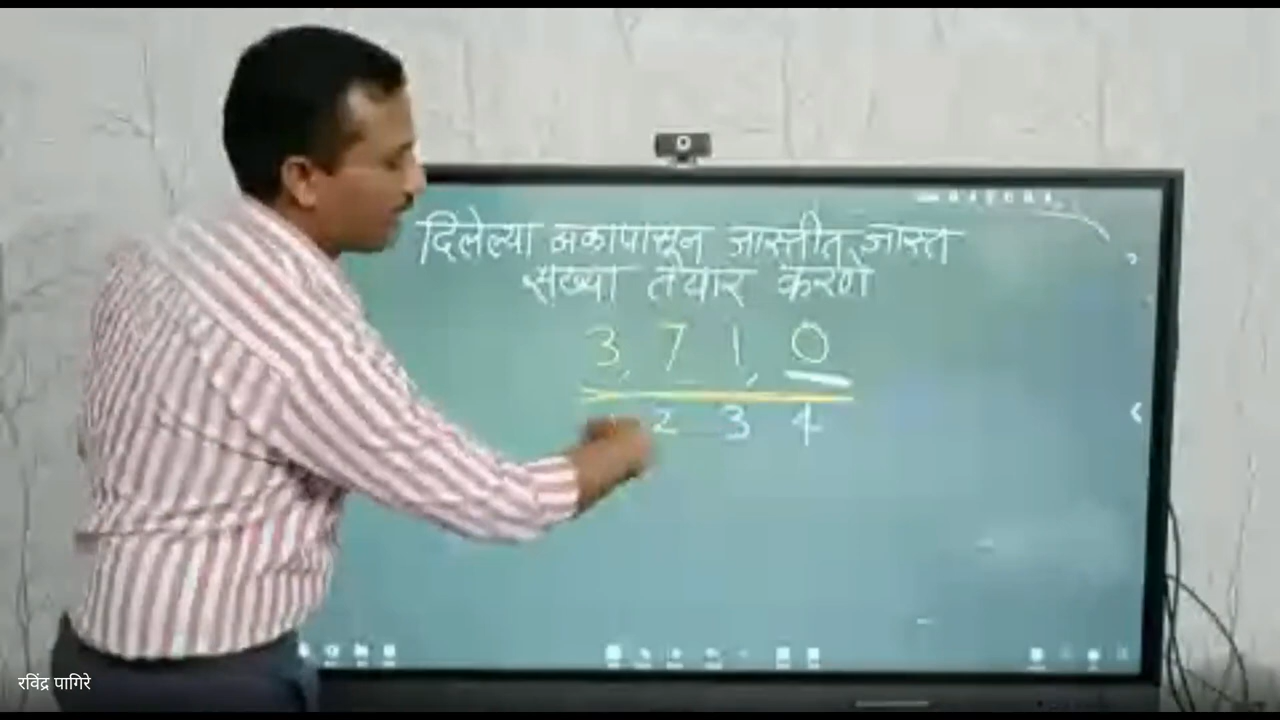 दिलेल्या अंकापासून जास्तीत जास्त
संख्या तयार करणे
3, 7 1, 0
2 3 4
रविंद्र पागिरे